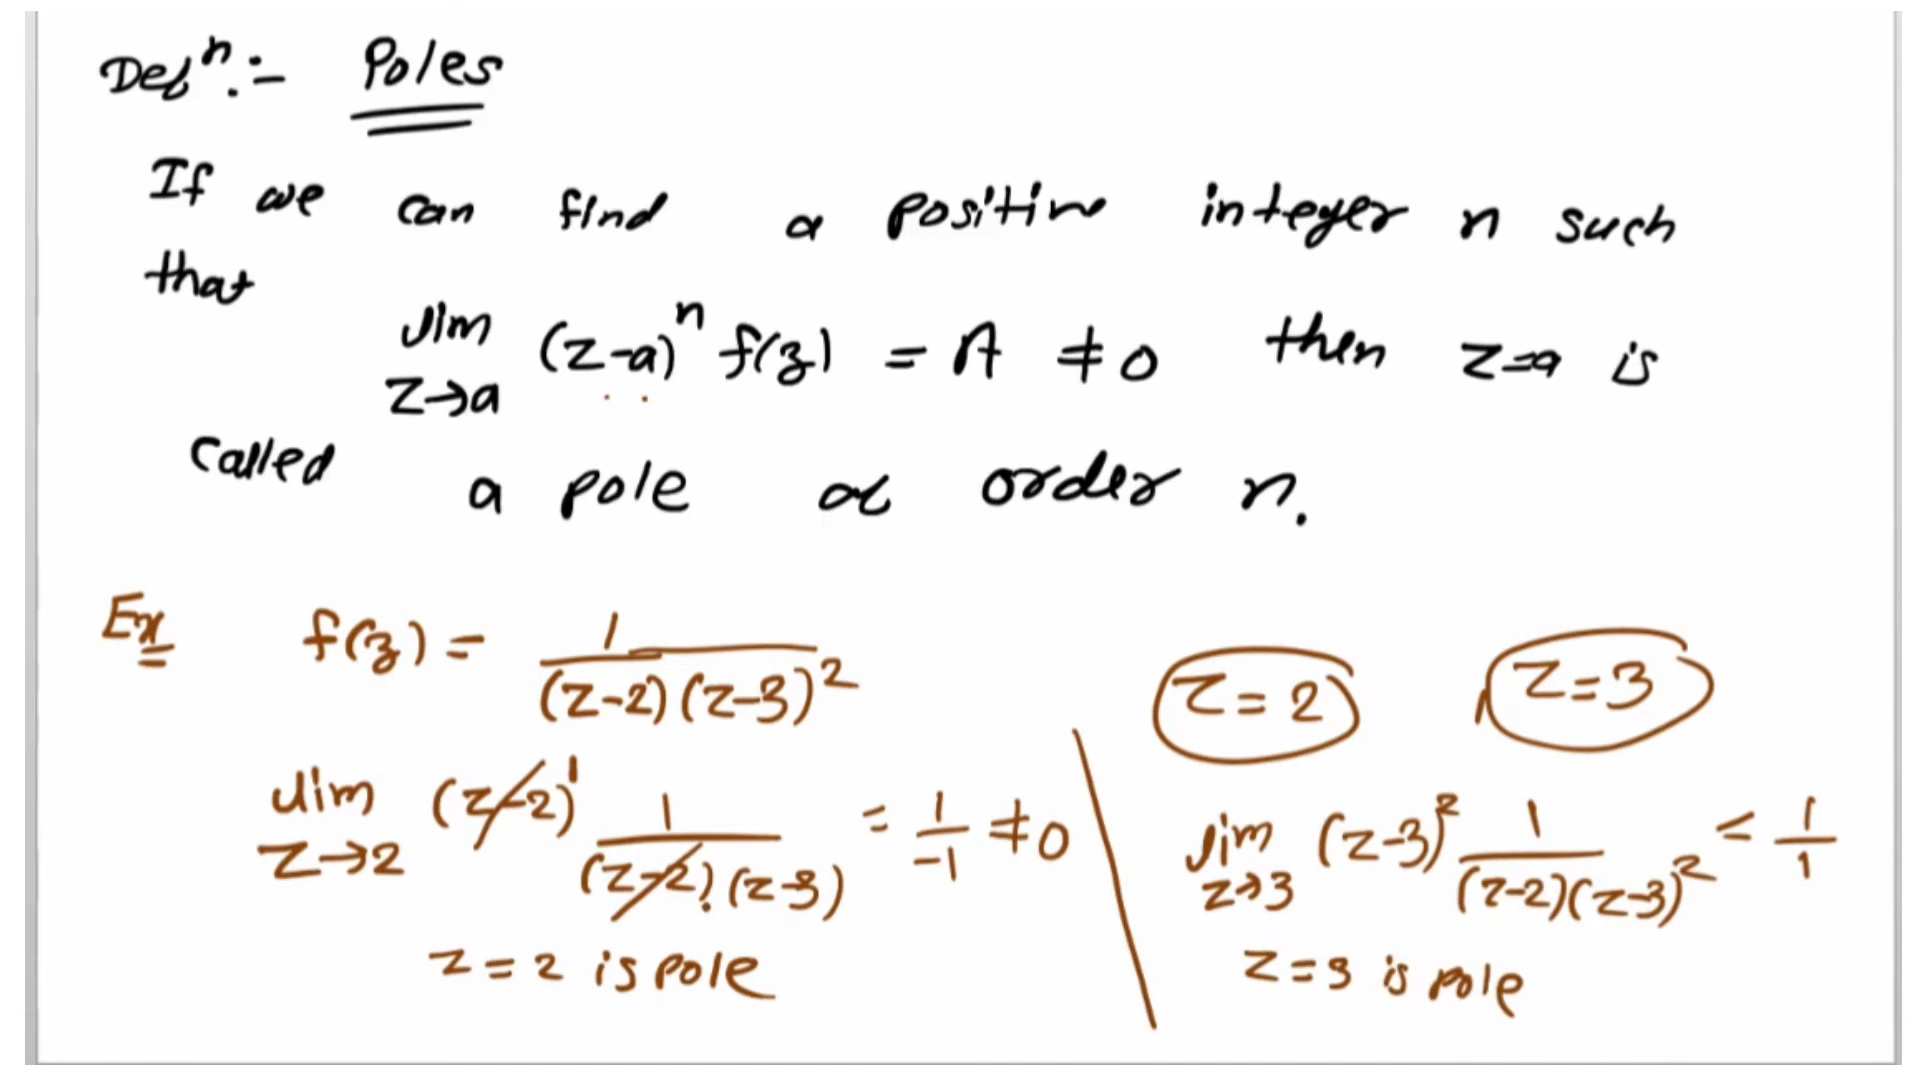 Defⁿ:- Poles
If we can find a positive integer n such
that
lim (z-a)ⁿ f(z) = A ≠ 0 then z=a is
z→a
called a pole of order n.
Ex f(z) = 1 / (z-2)(z-3)² z=2 z=3
lim z→2 (z-2)¹ 1 / (z-2)(z-3) = 1/-1 ≠ 0
z=2 is pole
lim z→3 (z-3)² 1 / (z-2)(z-3)² = 1/1
z=3 is pole